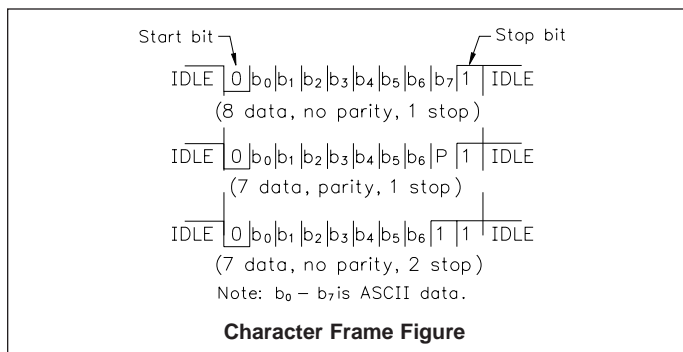 Start bit Stop bit
IDLE 0 b₀ b₁ b₂ b₃ b₄ b₅ b₆ b₇ 1 IDLE
(8 data, no parity, 1 stop)
IDLE 0 b₀ b₁ b₂ b₃ b₄ b₅ b₆ P 1 IDLE
(7 data, parity, 1 stop)
IDLE 0 b₀ b₁ b₂ b₃ b₄ b₅ b₆ 1 1 IDLE
(7 data, no parity, 2 stop)
Note: b₀ – b₇ is ASCII data.
Character Frame Figure